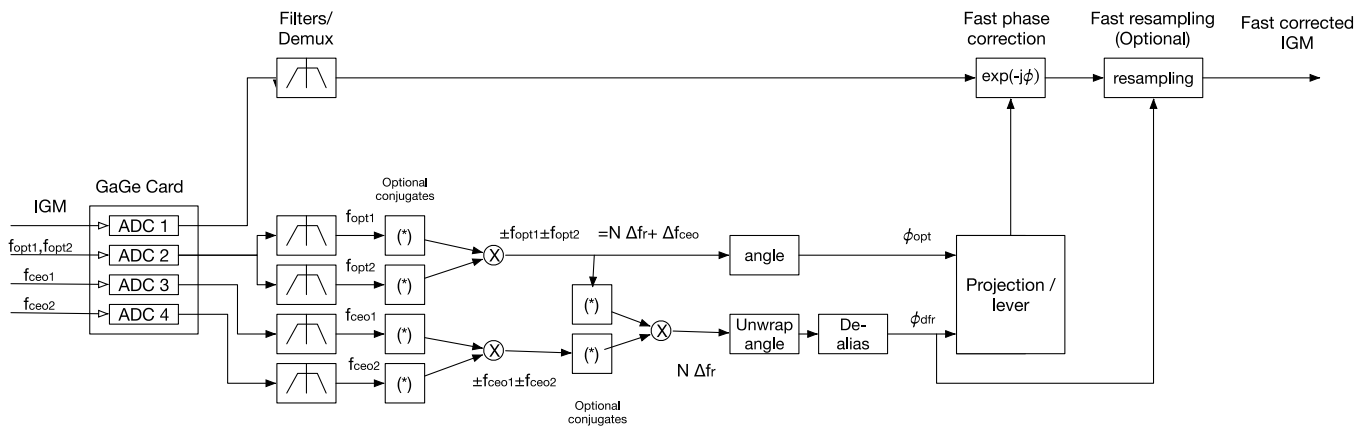 Filters/
Demux
Fast phase
correction
Fast resampling
(Optional)
Fast corrected
IGM
exp(-jϕ)
resampling
GaGe Card
IGM
ADC 1
fopt1,fopt2
ADC 2
fceo1
ADC 3
fceo2
ADC 4
Optional
conjugates
fopt1
(*)
fopt2
(*)
fceo1
(*)
fceo2
(*)
X
±fopt1±fopt2
=N Δfr+ Δfceo
angle
ϕopt
X
±fceo1±fceo2
(*)
(*)
Optional
conjugates
X
N Δfr
Unwrap
angle
De-
alias
ϕdfr
Projection /
lever